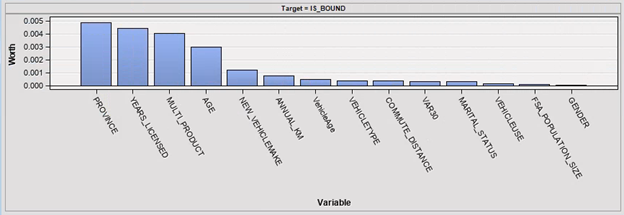 Target = IS_BOUND
Worth
0.005
0.004
0.003
0.002
0.001
0.000
PROVINCE
YEARS_LICENSED
MULTI_PRODUCT
AGE
NEW_VEHICLEMAKE
ANNUAL_KM
VehicleAge
VEHICLETYPE
COMMUTE_DISTANCE
VAR30
MARITAL_STATUS
VEHICLEUSE
FSA_POPULATION_SIZE
GENDER
Variable